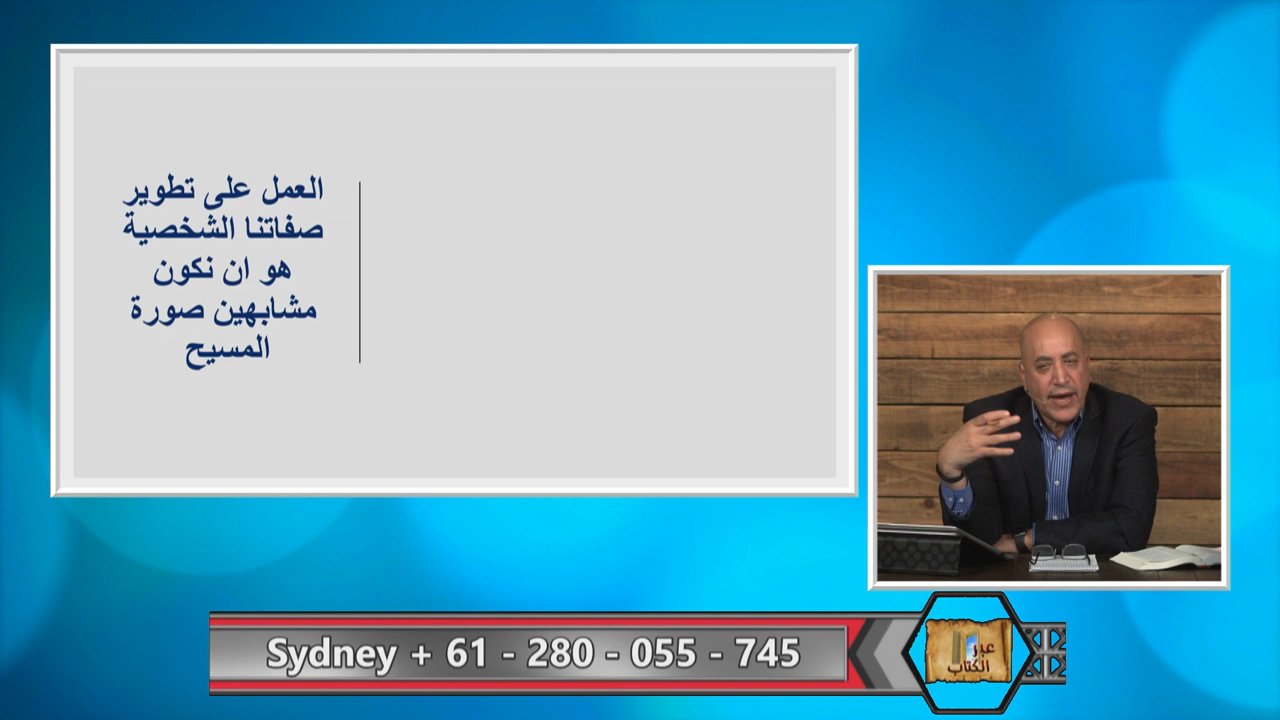 العمل على تطوير
صفاتنا الشخصية
هو ان نكون
مشابهين صورة
المسيح
Sydney + 61 - 280 - 055 - 745
عبر
الكتاب